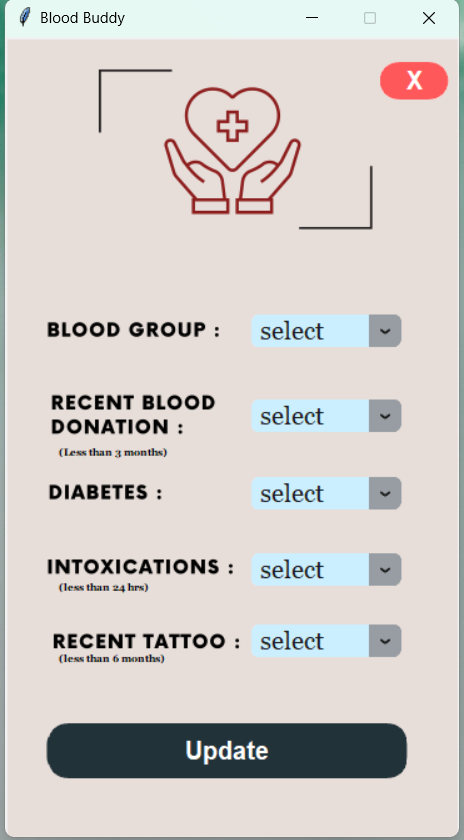 Blood Buddy
X
BLOOD GROUP :
select
RECENT BLOOD
DONATION :
select
(Less than 3 months)
DIABETES :
select
INTOXICATIONS :
select
(less than 24 hrs)
RECENT TATTOO :
select
(less than 6 months)
Update